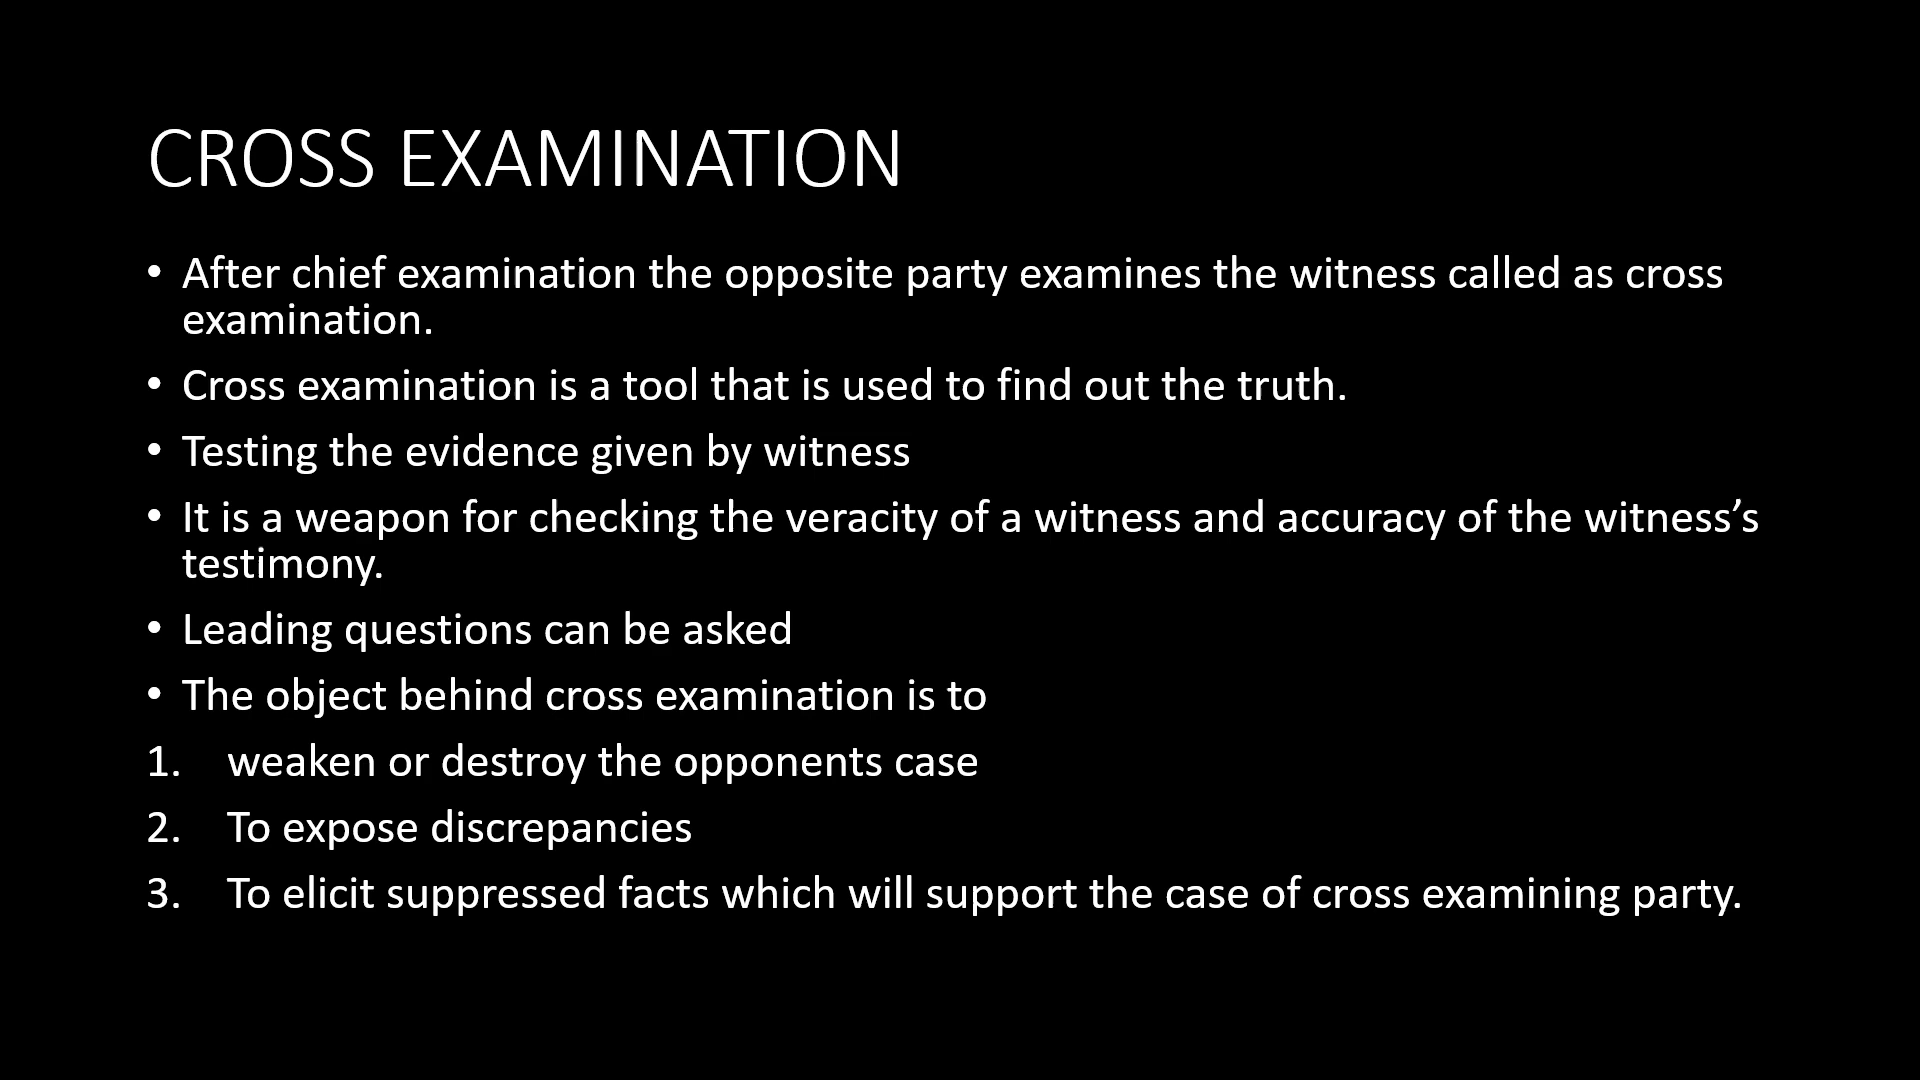 CROSS EXAMINATION
• After chief examination the opposite party examines the witness called as cross
examination.
• Cross examination is a tool that is used to find out the truth.
• Testing the evidence given by witness
• It is a weapon for checking the veracity of a witness and accuracy of the witness’s
testimony.
• Leading questions can be asked
• The object behind cross examination is to
1. weaken or destroy the opponents case
2. To expose discrepancies
3. To elicit suppressed facts which will support the case of cross examining party.